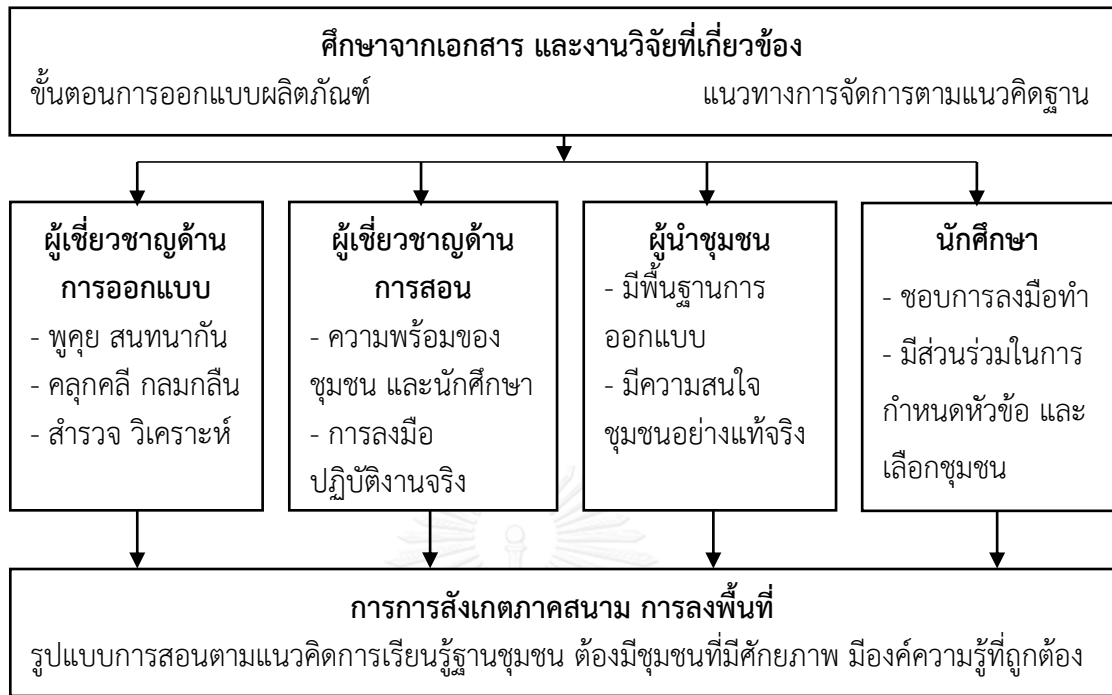 ศึกษาจากเอกสาร และงานวิจัยที่เกี่ยวข้อง
ขั้นตอนการออกแบบผลิตภัณฑ์ แนวทางการจัดการตามแนวคิดฐาน
ผู้เชี่ยวชาญด้าน
การออกแบบ
- พูคุย สนทนากัน
- คลุกคลี กลมกลืน
- สำรวจ วิเคราะห์
ผู้เชี่ยวชาญด้าน
การสอน
- ความพร้อมของ
ชุมชน และนักศึกษา
- การลงมือ
ปฏิบัติงานจริง
ผู้นำชุมชน
- มีพื้นฐานการ
ออกแบบ
- มีความสนใจ
ชุมชนอย่างแท้จริง
นักศึกษา
- ชอบการลงมือทำ
- มีส่วนร่วมในการ
กำหนดหัวข้อ และ
เลือกชุมชน
การการสังเกตภาคสนาม การลงพื้นที่
รูปแบบการสอนตามแนวคิดการเรียนรู้ฐานชุมชน ต้องมีชุมชนที่มีศักยภาพ มีองค์ความรู้ที่ถูกต้อง